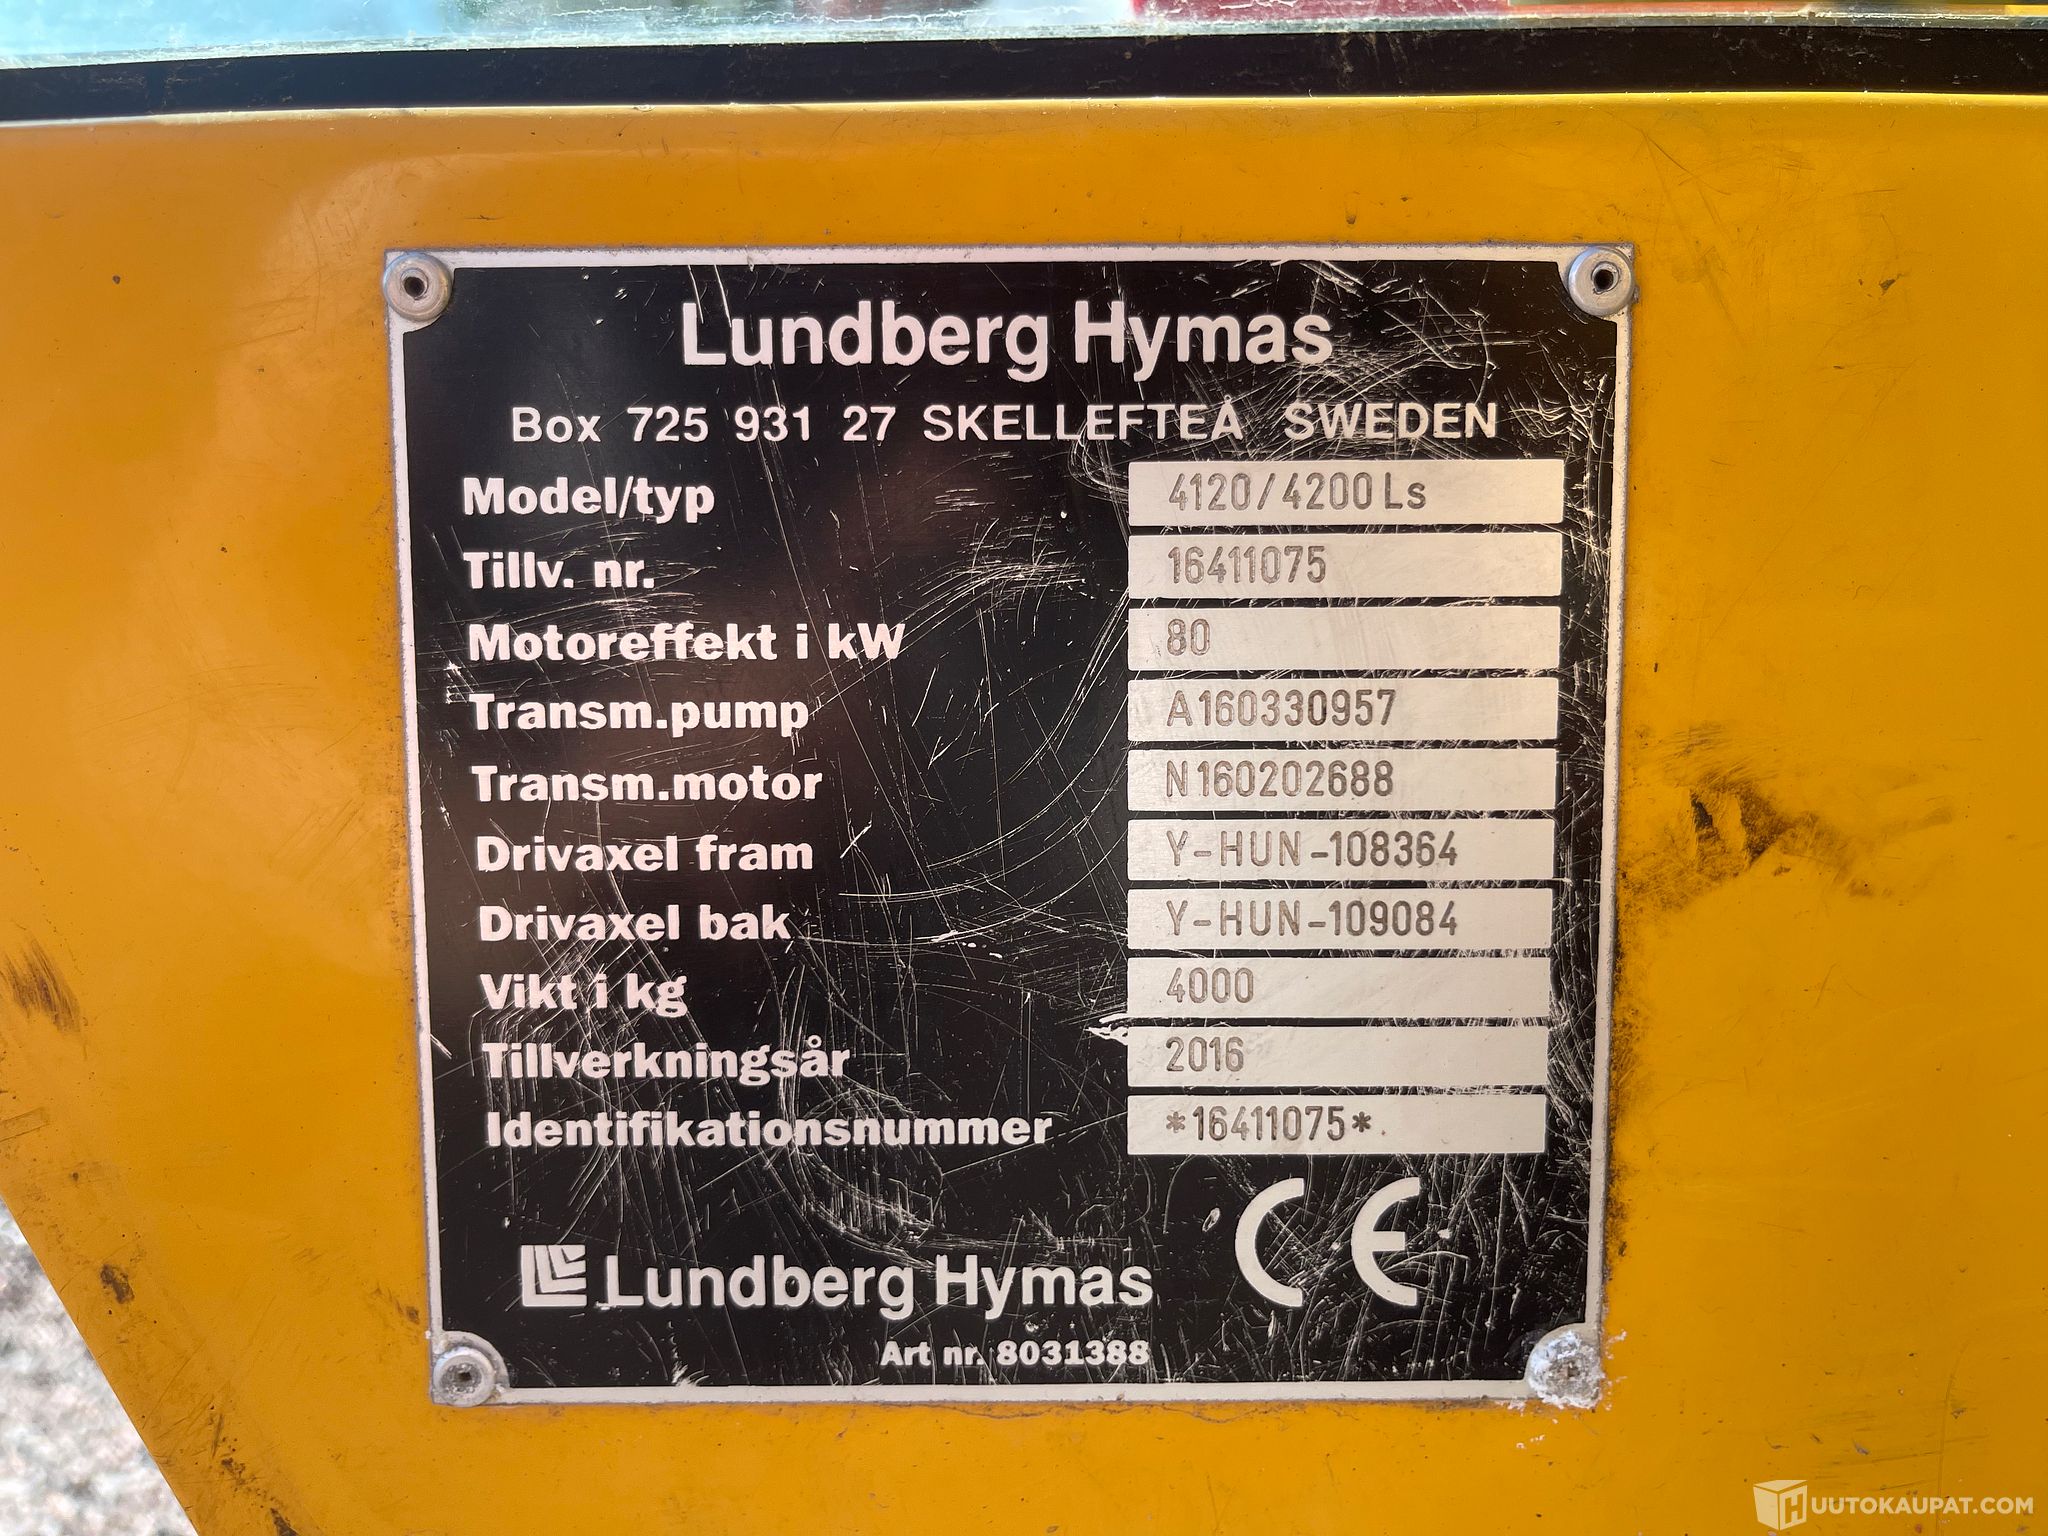 Lundberg Hymas
Box 725 931 27 SKELLEFTEÅ SWEDEN
Model/typ 4120/4200Ls
Tillv. nr. 16411075
Motoreffekt i kW 80
Transm.pump A160330957
Transm.motor N160202688
Drivaxel fram Y-HUN-108364
Drivaxel bak Y-HUN-109084
Vikt i kg 4000
Tillverkningsår 2016
Identifikationsnummer *16411075*
CE
Lundberg Hymas
Art nr. 8031388
HUUTOKAUPAT.COM